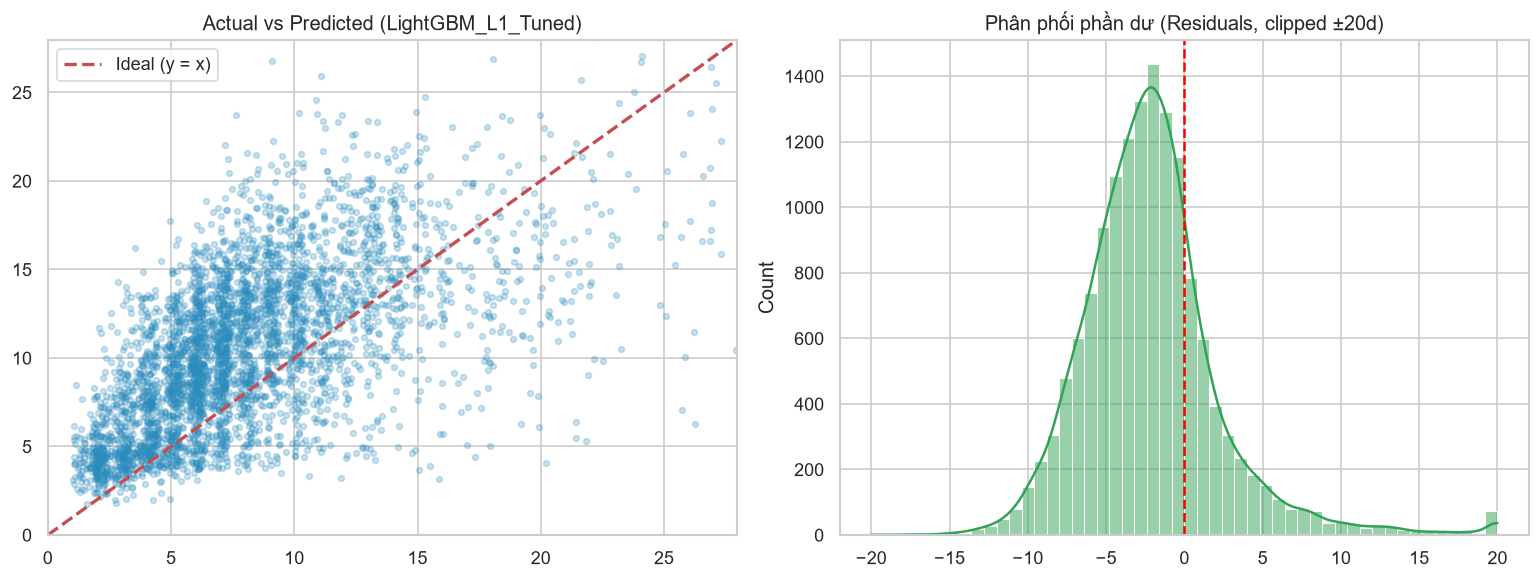 Actual vs Predicted (LightGBM_L1_Tuned)
Ideal (y = x)
25
20
15
10
5
0
0 5 10 15 20 25
Phân phối phần dư (Residuals, clipped ±20d)
Count
1400
1200
1000
800
600
400
200
0
−20 −15 −10 −5 0 5 10 15 20